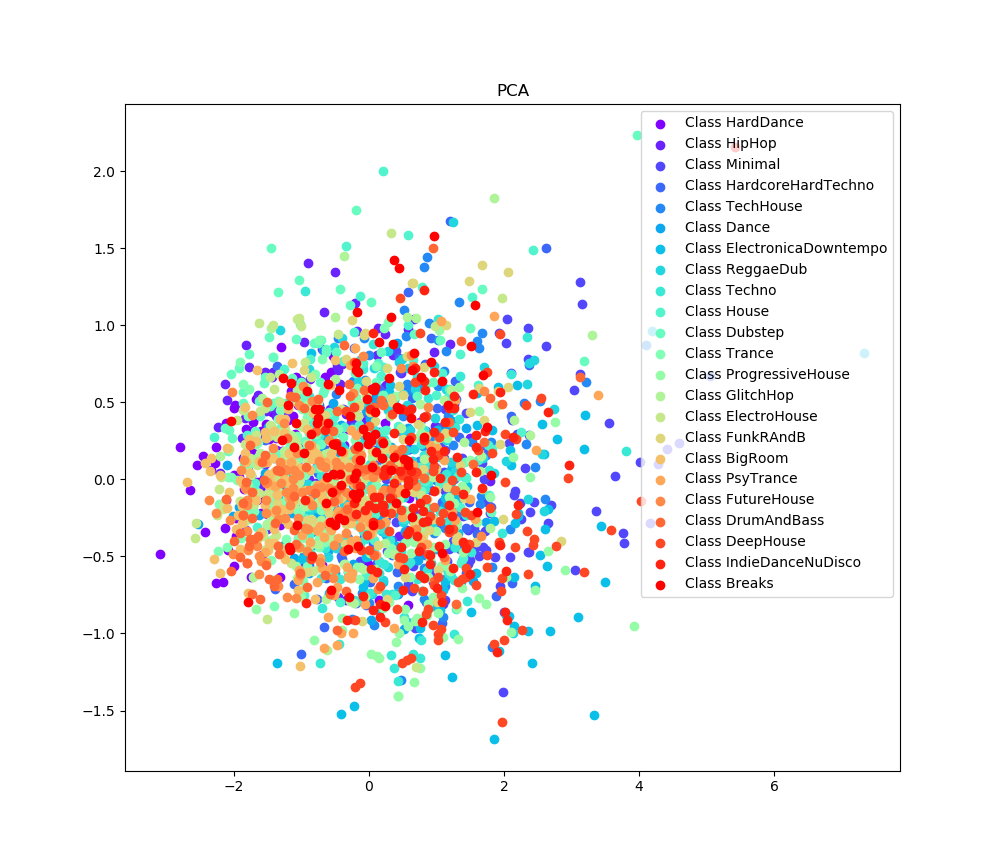 PCA
Class HardDance
Class HipHop
Class Minimal
Class HardcoreHardTechno
Class TechHouse
Class Dance
Class ElectronicaDowntempo
Class ReggaeDub
Class Techno
Class House
Class Dubstep
Class Trance
Class ProgressiveHouse
Class GlitchHop
Class ElectroHouse
Class FunkRAndB
Class BigRoom
Class PsyTrance
Class FutureHouse
Class DrumAndBass
Class DeepHouse
Class IndieDanceNuDisco
Class Breaks
2.0
1.5
1.0
0.5
0.0
−0.5
−1.0
−1.5
−2 0 2 4 6